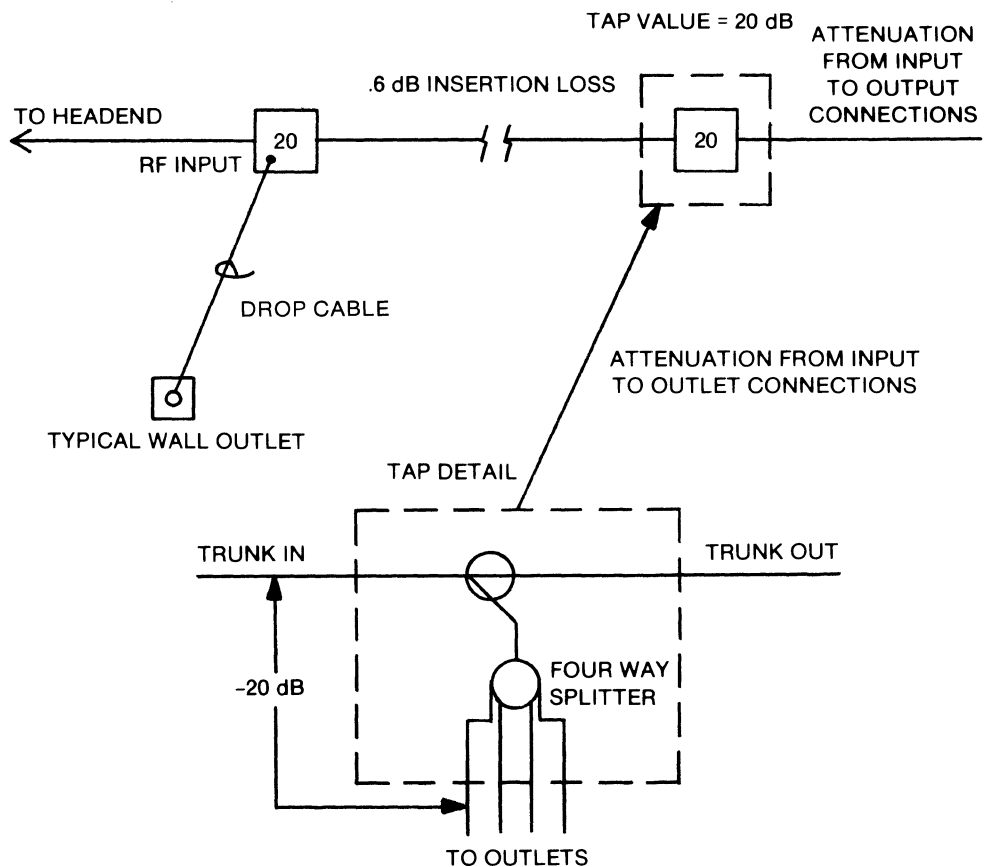 TAP VALUE = 20 dB
ATTENUATION
FROM INPUT
TO OUTPUT
CONNECTIONS
.6 dB INSERTION LOSS
TO HEADEND
20
20
RF INPUT
DROP CABLE
ATTENUATION FROM INPUT
TO OUTLET CONNECTIONS
TYPICAL WALL OUTLET
TAP DETAIL
TRUNK IN
TRUNK OUT
FOUR WAY
SPLITTER
–20 dB
TO OUTLETS